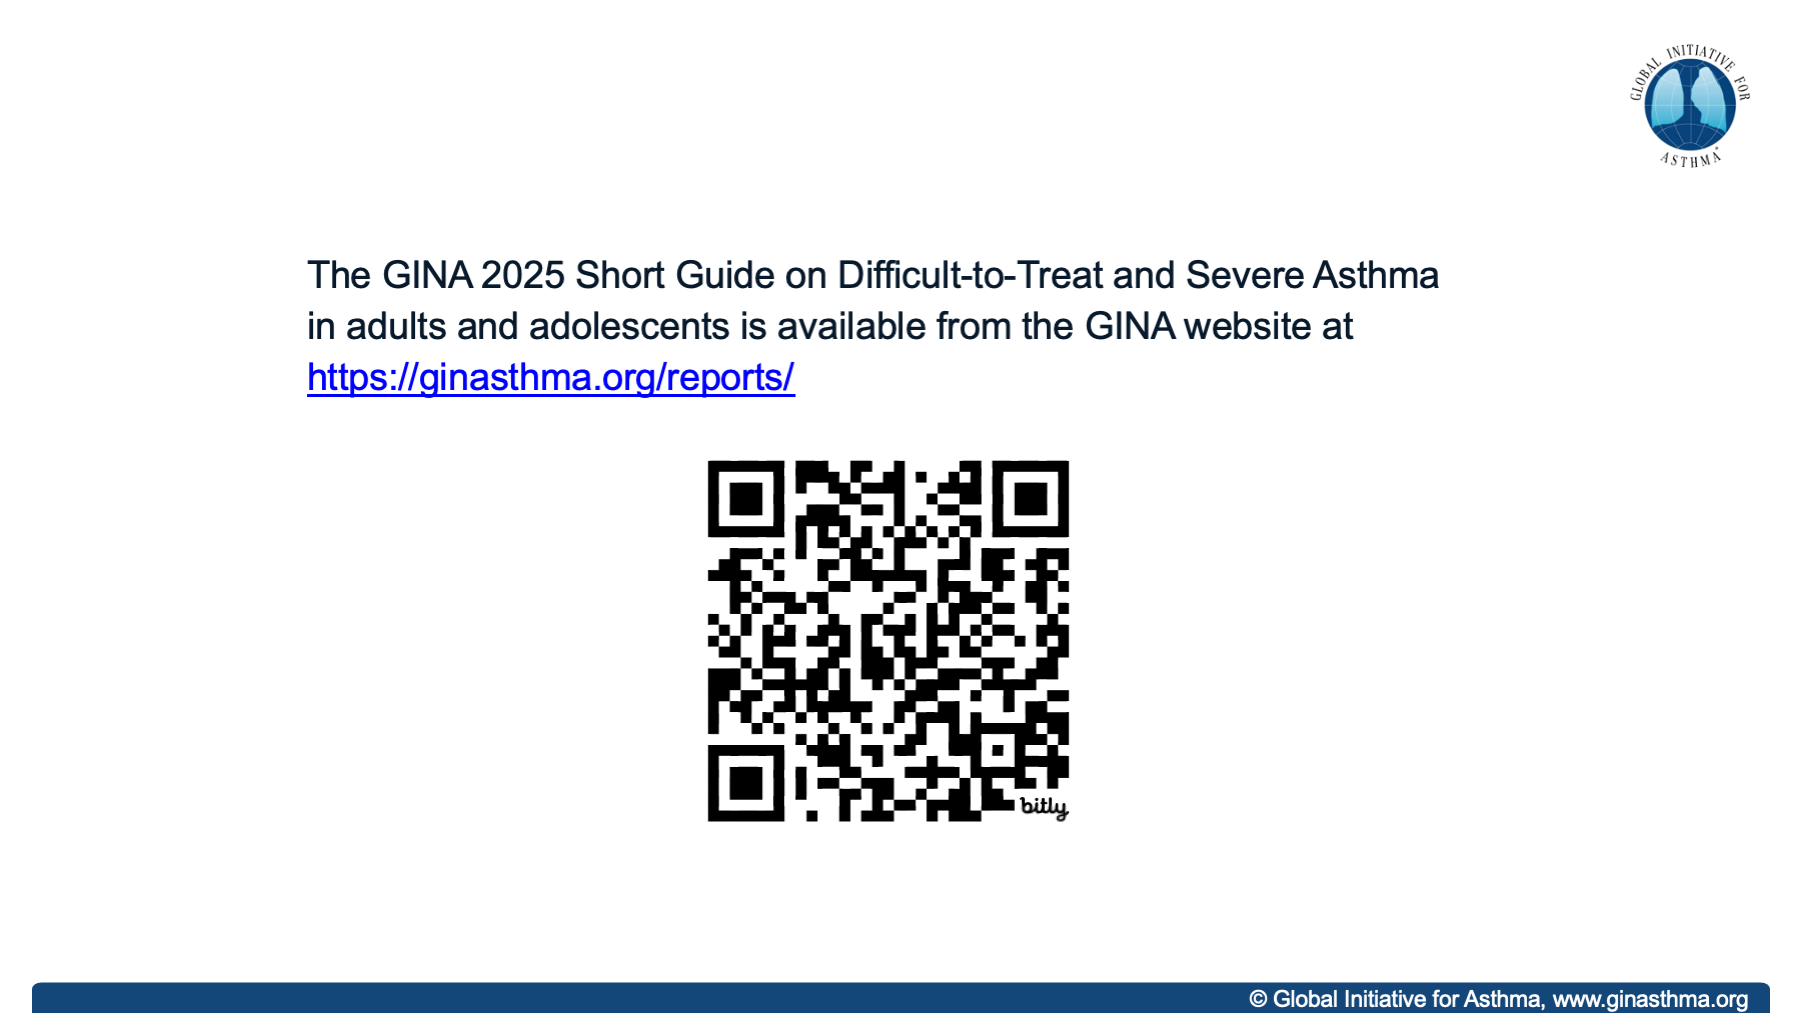 GLOBAL INITIATIVE FOR
ASTHMA
The GINA 2025 Short Guide on Difficult-to-Treat and Severe Asthma
in adults and adolescents is available from the GINA website at
https://ginasthma.org/reports/
bitly
© Global Initiative for Asthma, www.ginasthma.org